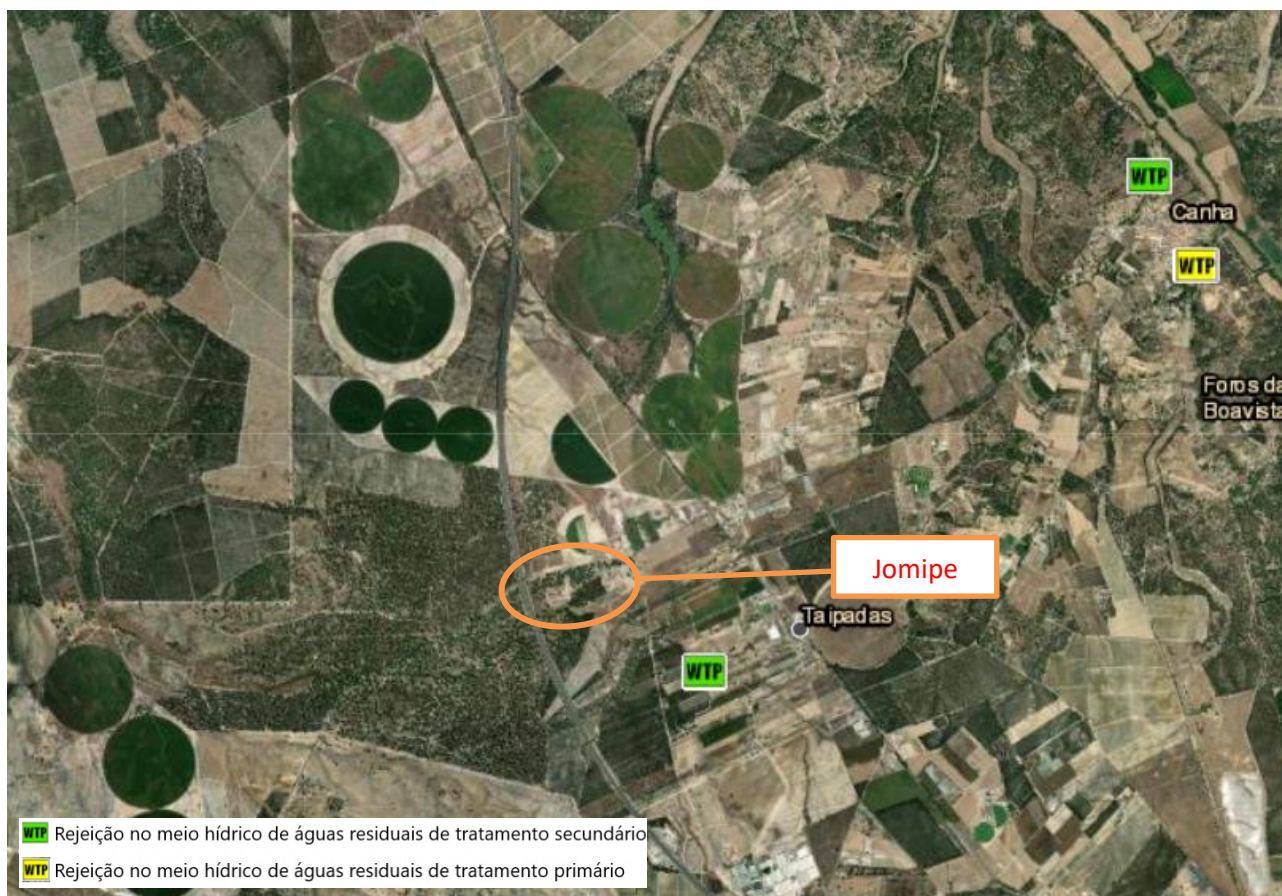 WTP
Canha
WTP
Foros da
Boavista
Jomipe
Taipadas
WTP
WTP Rejeição no meio hídrico de águas residuais de tratamento secundário
WTP Rejeição no meio hídrico de águas residuais de tratamento primário